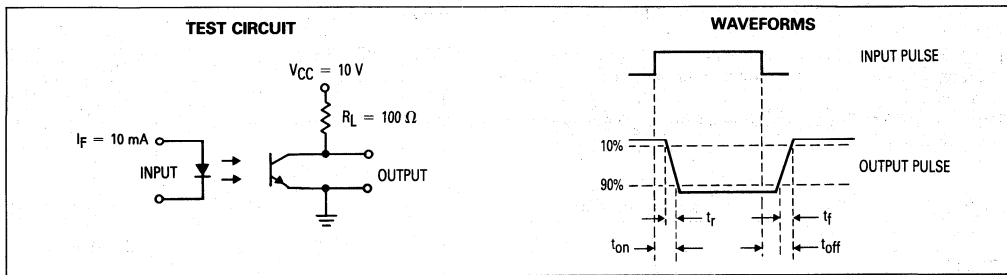 TEST CIRCUIT
VCC = 10 V
RL = 100 Ω
IF = 10 mA
INPUT
OUTPUT
WAVEFORMS
INPUT PULSE
10%
OUTPUT PULSE
90%
tr
tf
ton
toff